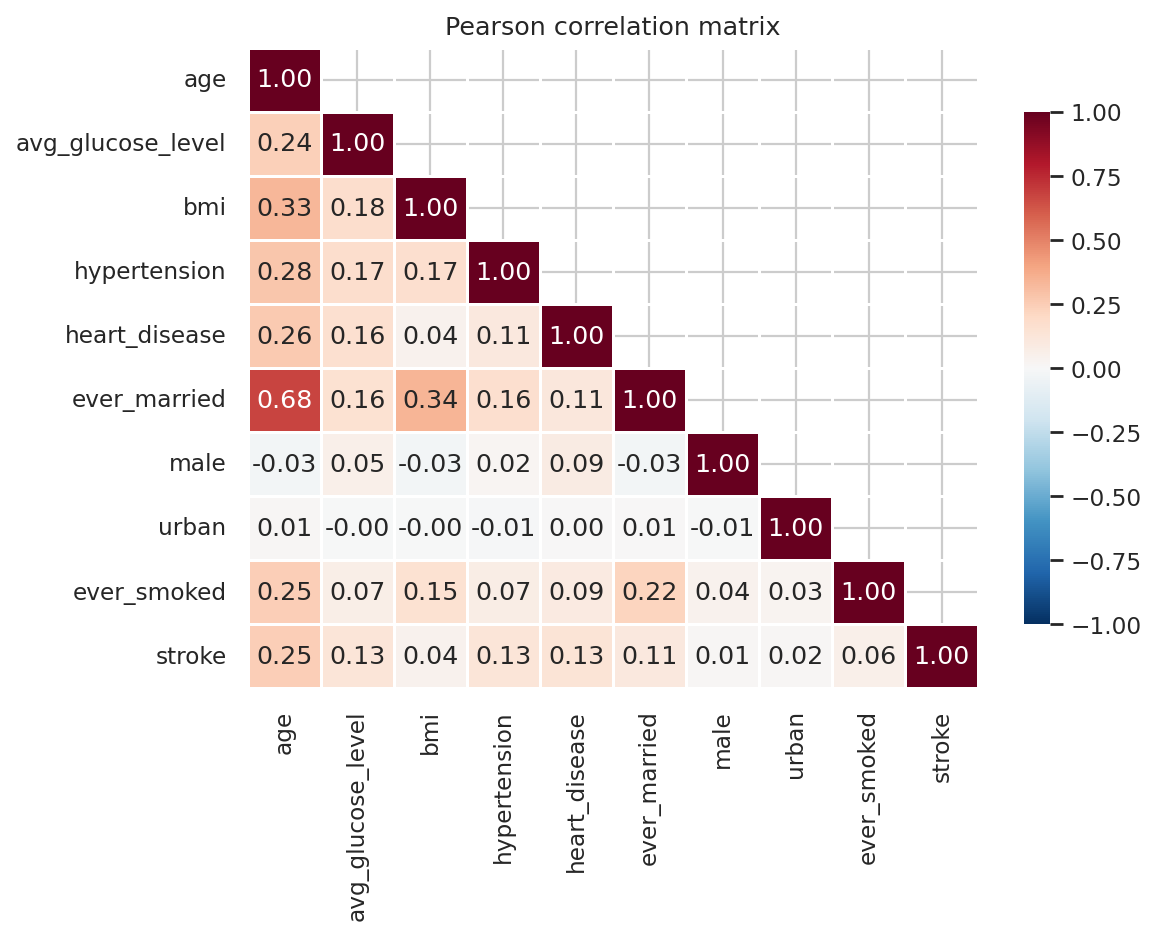 Pearson correlation matrix
age 1.00
avg_glucose_level 0.24 1.00
bmi 0.33 0.18 1.00
hypertension 0.28 0.17 0.17 1.00
heart_disease 0.26 0.16 0.04 0.11 1.00
ever_married 0.68 0.16 0.34 0.16 0.11 1.00
male -0.03 0.05 -0.03 0.02 0.09 -0.03 1.00
urban 0.01 -0.00 -0.00 -0.01 0.00 0.01 -0.01 1.00
ever_smoked 0.25 0.07 0.15 0.07 0.09 0.22 0.04 0.03 1.00
stroke 0.25 0.13 0.04 0.13 0.13 0.11 0.01 0.02 0.06 1.00
age
avg_glucose_level
bmi
hypertension
heart_disease
ever_married
male
urban
ever_smoked
stroke
1.00
0.75
0.50
0.25
0.00
−0.25
−0.50
−0.75
−1.00